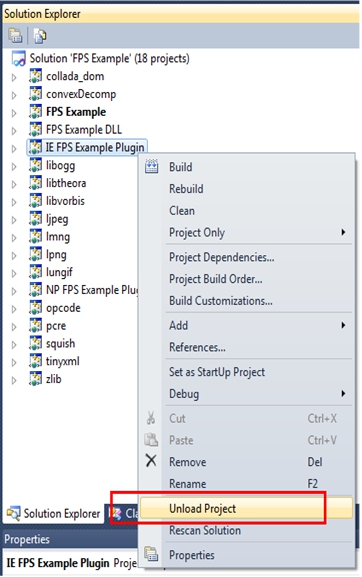 Solution Explorer
Solution 'FPS Example' (18 projects)
collada_dom
convexDecomp
FPS Example
FPS Example DLL
IE FPS Example Plugin
libogg
libtheora
libvorbis
ljpeg
lmng
lpng
lungif
NP FPS Example Plu
opcode
pcre
squish
tinyxml
zlib
Build
Rebuild
Clean
Project Only
Project Dependencies...
Project Build Order...
Build Customizations...
Add
References...
Set as StartUp Project
Debug
Cut Ctrl+X
Paste Ctrl+V
Remove Del
Rename F2
Unload Project
Rescan Solution
Properties
Solution Explorer Cla
Properties
IE FPS Example Plugin Proje